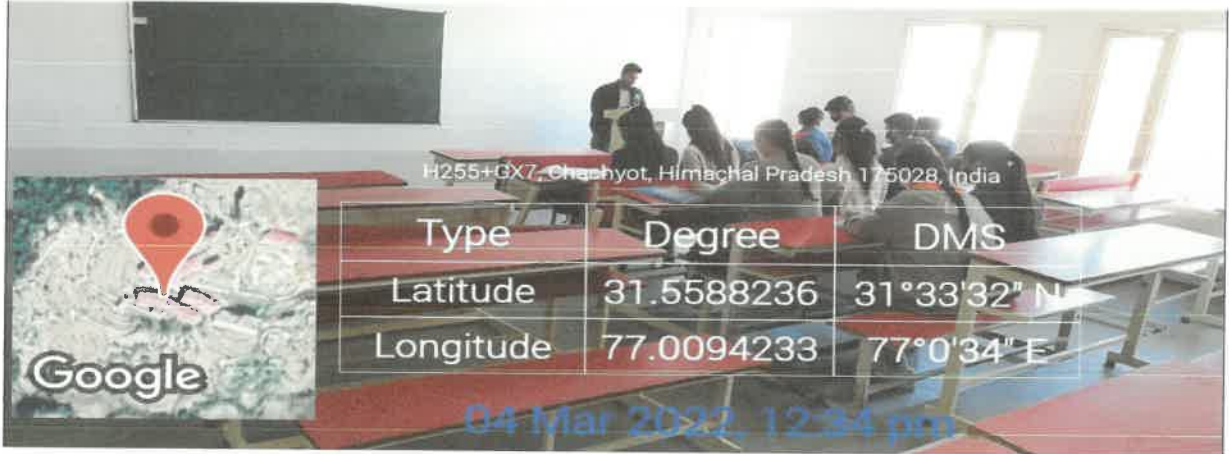 H255+GX7, Chachyot, Himachal Pradesh 175028, India
Type Degree DMS
Latitude 31.5588236 31°33'32" N
Longitude 77.0094233 77°0'34" E
Google
04 Mar 2022, 12:34 pm